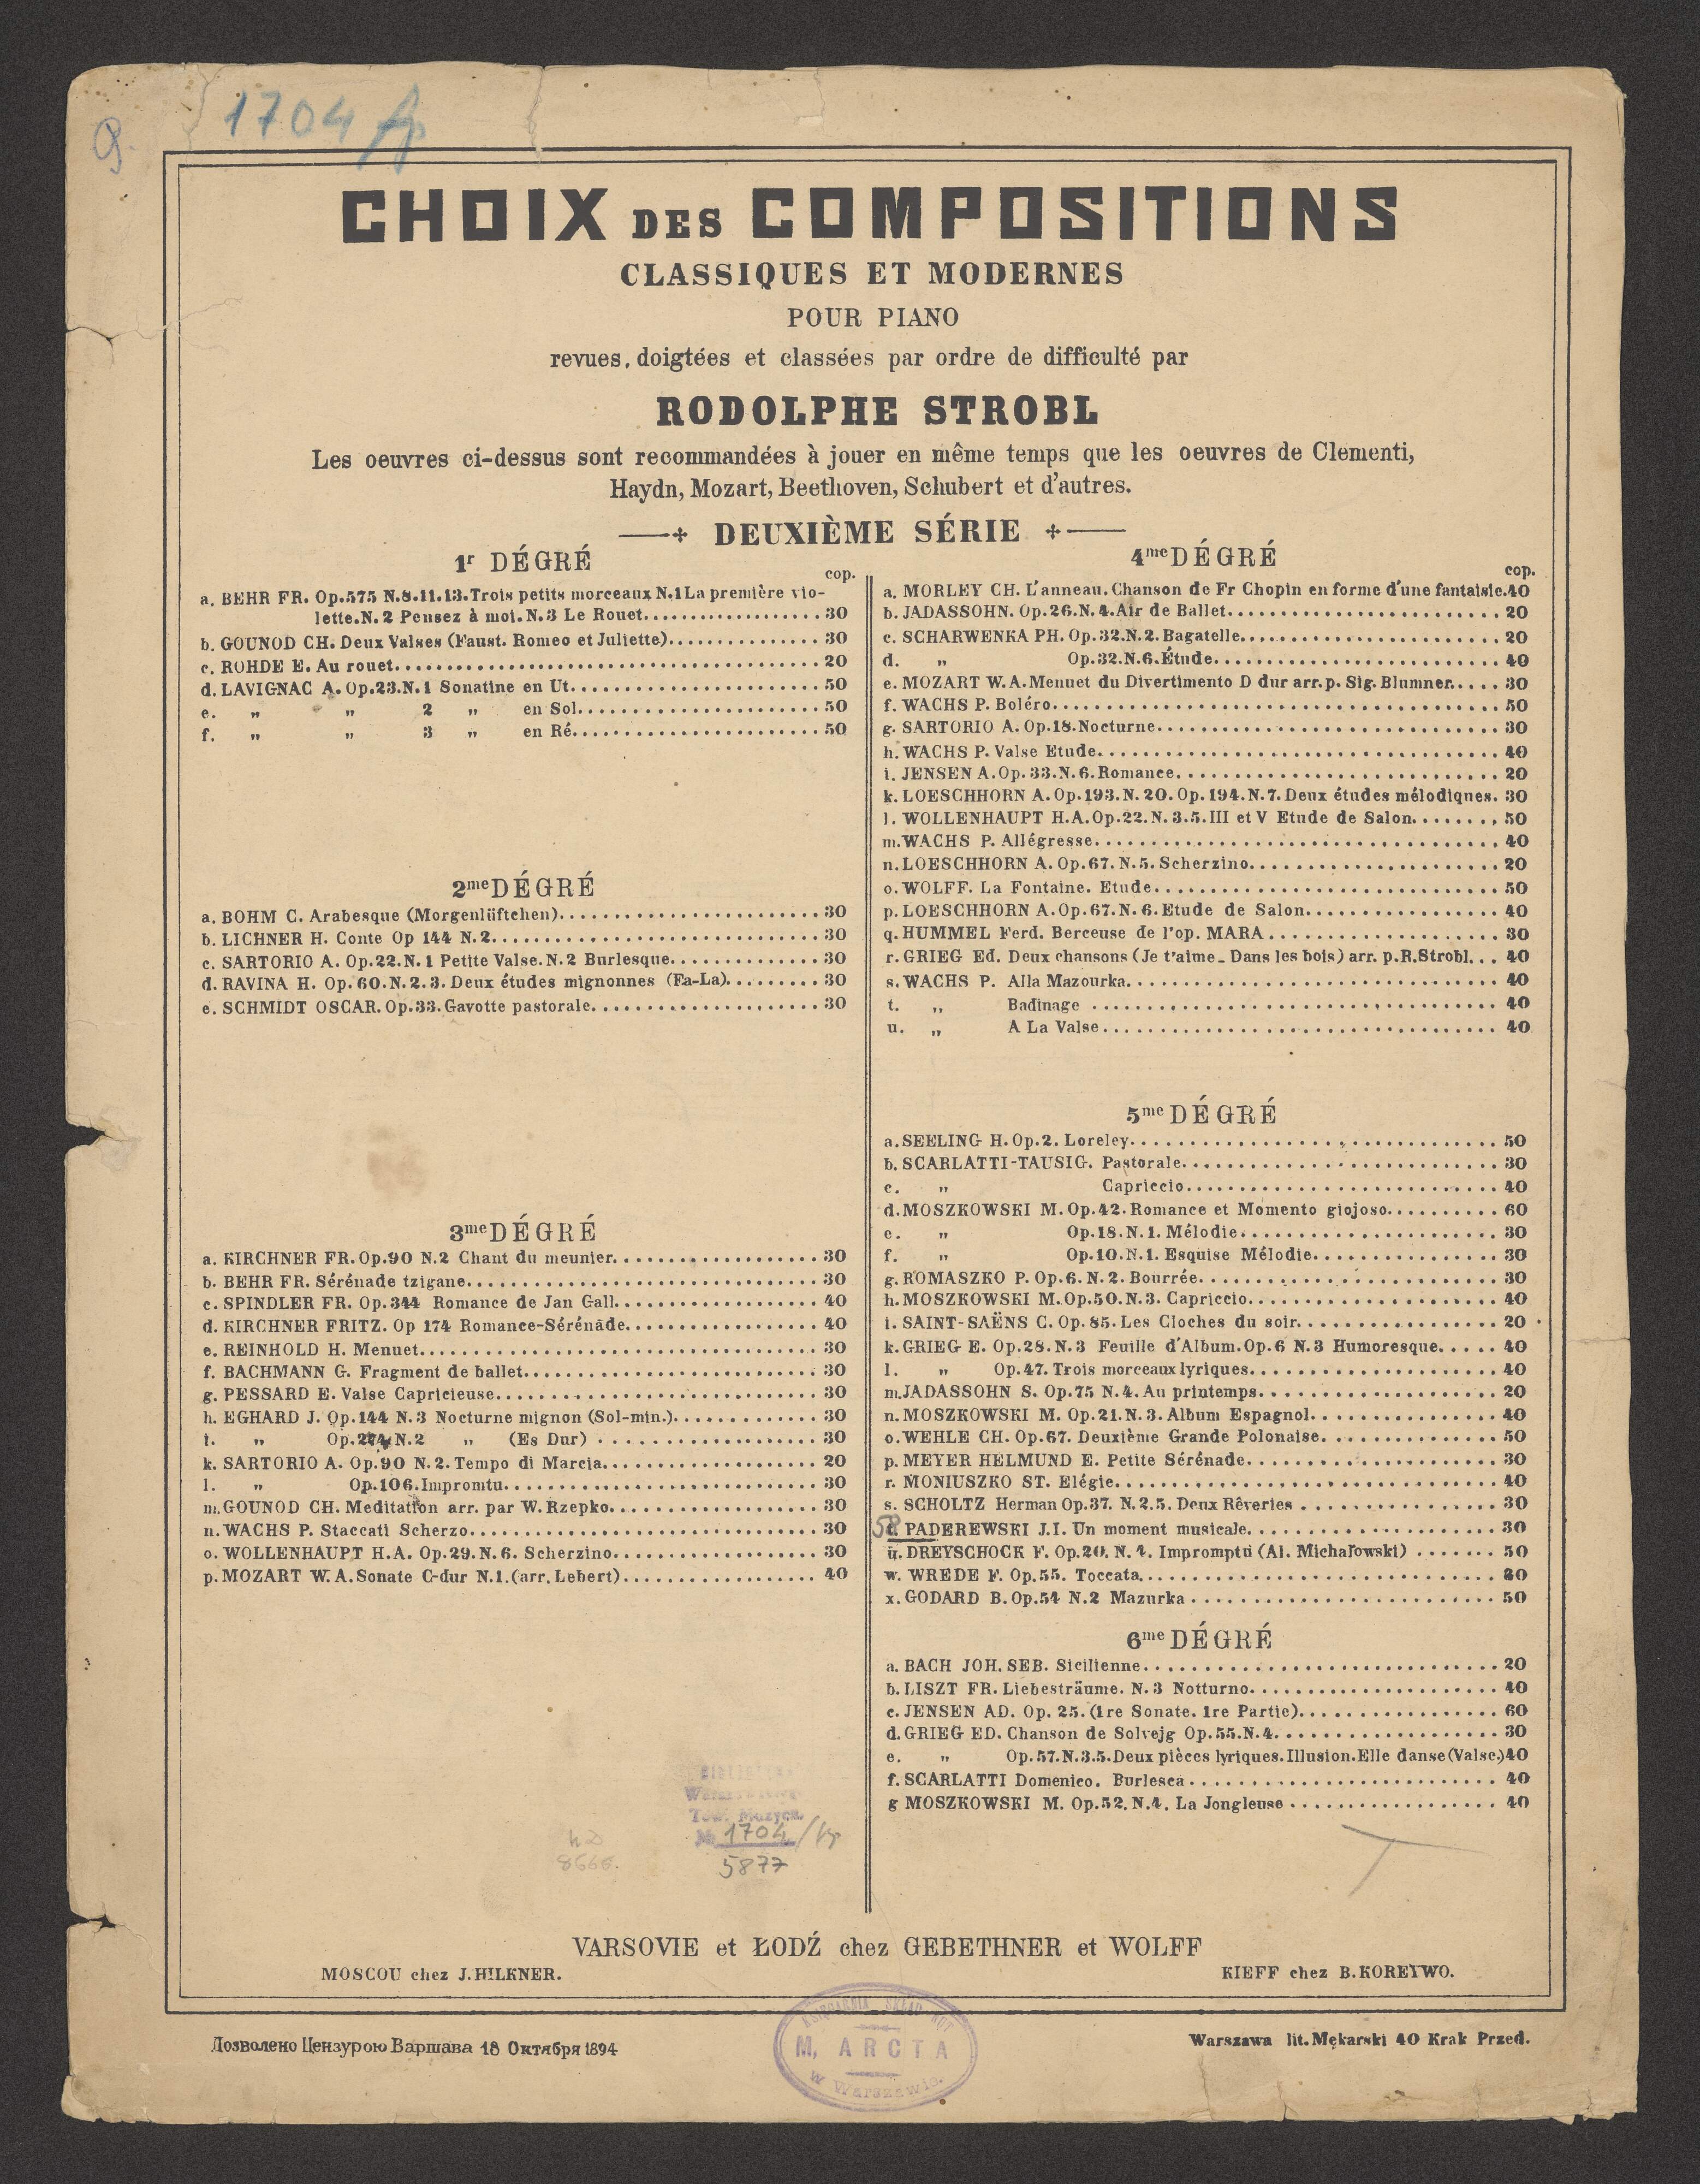 1704
CHOIX DES COMPOSITIONS
CLASSIQUES ET MODERNES
POUR PIANO
revues, doigtées et classées par ordre de difficulté par
RODOLPHE STROBL
Les oeuvres ci-dessus sont recommandées à jouer en même temps que les oeuvres de Clementi,
Haydn, Mozart, Beethoven, Schubert et d'autres.
DEUXIÈME SÉRIE
1r DÉGRÉ
cop.
a. BEHR FR. Op.575 N.8.11.13. Trois petits morceaux N.1 La première vio-
lette. N.2 Pensez à moi. N.3 Le Rouet. 30
b. GOUNOD CH. Deux Valses (Faust. Romeo et Juliette). 30
c. ROHDE E. Au rouet. 20
d. LAVIGNAC A. Op.23. N.1 Sonatine en Ut. 50
e. „ „ 2 „ en Sol. 50
f. „ „ 3 „ en Ré. 50
2me DÉGRÉ
a. BOHM C. Arabesque (Morgenlüftchen). 30
b. LICHNER H. Conte Op 144 N.2. 30
c. SARTORIO A. Op.22. N.1 Petite Valse. N.2 Burlesque. 30
d. RAVINA H. Op.60. N.2.3. Deux études mignonnes (Fa-La). 30
e. SCHMIDT OSCAR. Op.33. Gavotte pastorale. 30
3me DÉGRÉ
a. KIRCHNER FR. Op.90 N.2 Chant du meunier. 30
b. BEHR FR. Sérénade tzigane. 30
c. SPINDLER FR. Op.344 Romance de Jan Gall. 40
d. KIRCHNER FRITZ. Op 174 Romance-Sérénade. 40
e. REINHOLD H. Menuet. 30
f. BACHMANN G. Fragment de ballet. 30
g. PESSARD E. Valse Capricieuse. 30
h. EGHARD J. Op.144 N.3 Nocturne mignon (Sol-min.). 30
i. „ N.2 „ (Es Dur) 30
k. SARTORIO A. Op.90 N.2. Tempo di Marcia. 20
l. „ Op.106. Impromtu. 30
m. GOUNOD CH. Meditation arr. par W. Rzepko. 30
n. WACHS P. Staccati Scherzo. 30
o. WOLLENHAUPT H.A. Op.29. N.6. Scherzino. 30
p. MOZART W.A. Sonate C-dur N.1. (arr. Lebert) 40
4me DÉGRÉ
cop.
a. MORLEY CH. L'anneau. Chanson de Fr Chopin en forme d'une fantaisie. 40
b. JADASSOHN. Op.26. N.4. Air de Ballet. 20
c. SCHARWENKA PH. Op.32. N.2. Bagatelle. 20
d. „ Op.32. N.6. Étude. 40
e. MOZART W.A. Menuet du Divertimento D dur arr. p. Sig. Blumner. 30
f. WACHS P. Boléro. 50
g. SARTORIO A. Op.18. Nocturne. 30
h. WACHS P. Valse Etude. 40
i. JENSEN A. Op.33. N.6. Romance. 20
k. LOESCHHORN A. Op.193. N.20. Op.194. N.7. Deux études mélodiques. 30
l. WOLLENHAUPT H.A. Op.22. N.3.5. III et V Etude de Salon. 50
m. WACHS P. Allégresse. 40
n. LOESCHHORN A. Op.67. N.5. Scherzino. 20
o. WOLFF. La Fontaine. Etude. 50
p. LOESCHHORN A. Op.67. N.6. Etude de Salon. 40
q. HUMMEL Ferd. Berceuse de l'op. MARA. 30
r. GRIEG Ed. Deux chansons (Je t'aime_Dans les bois) arr. p. R. Strobl. 40
s. WACHS P. Alla Mazourka. 40
t. „ Badinage 40
u. „ A La Valse. 40
5me DÉGRÉ
a. SEELING H. Op.2. Loreley. 50
b. SCARLATTI-TAUSIG. Pastorale. 30
c. „ Capriccio. 40
d. MOSZKOWSKI M. Op.42. Romance et Momento giojoso. 60
e. „ Op.18. N.1. Mélodie. 30
f. „ Op.10. N.1. Esquise Mélodie. 30
g. ROMASZKO P. Op.6. N.2. Bourrée. 30
h. MOSZKOWSKI M. Op.50. N.3. Capriccio. 40
i. SAINT-SAËNS C. Op.85. Les Cloches du soir. 20
k. GRIEG E. Op.28. N.3 Feuille d'Album. Op.6 N.3 Humoresque. 40
l. „ Op.47. Trois morceaux lyriques. 40
m. JADASSOHN S. Op.75 N.4. Au printemps. 20
n. MOSZKOWSKI M. Op.21. N.3. Album Espagnol. 40
o. WEHLE CH. Op.67. Deuxième Grande Polonaise. 50
p. MEYER HELMUND E. Petite Sérénade. 30
r. MONIUSZKO ST. Elégie. 40
s. SCHOLTZ Herman Op.37. N.2.5. Deux Rêveries 30
t. PADEREWSKI J.I. Un moment musicale. 30
u. DREYSCHOCK F. Op.20. N.4. Impromptu (Al. Michałowski) 50
w. WREDE F. Op.55. Toccata. 20
x. GODARD B. Op.54 N.2 Mazurka 50
6me DÉGRÉ
a. BACH JOH. SEB. Sicilienne. 20
b. LISZT FR. Liebesträume. N.3 Notturno. 40
c. JENSEN AD. Op. 25. (1re Sonate. 1re Partie). 60
d. GRIEG ED. Chanson de Solvejg Op.55. N.4. 30
e. „ Op.57. N.3.5. Deux pièces lyriques. Illusion. Elle danse (Valse.) 40
f. SCARLATTI Domenico. Burlesca 40
g MOSZKOWSKI M. Op.52. N.4. La Jongleuse 40
BIBLIOTEKA
Tow. Muzycz.
№ 1704
5877
VARSOVIE et ŁODŹ chez GEBETHNER et WOLFF
MOSCOU chez J. HILKNER.
KIEFF chez B. KOREYWO.
Дозволено Цензурою Варшава 18 Октября 1894
KSIĘGARNIA SKŁAD NUT
M. ARCTA
w Warszawie.
Warszawa lit. Mękarski 40 Krak Przed.